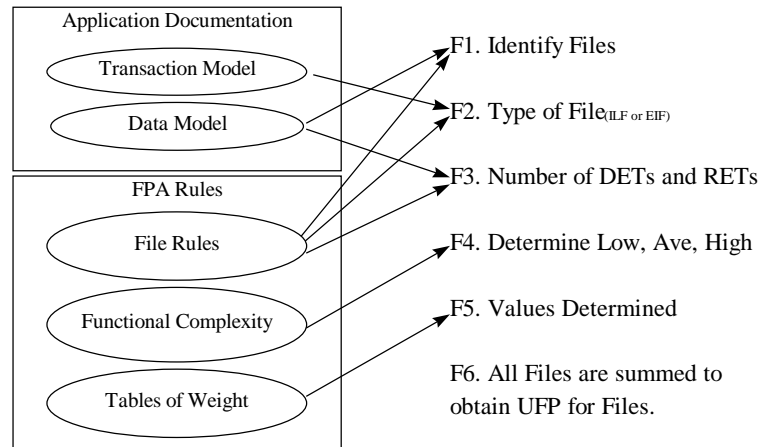 Application Documentation
Transaction Model
Data Model
FPA Rules
File Rules
Functional Complexity
Tables of Weight
F1. Identify Files
F2. Type of File(ILF or EIF)
F3. Number of DETs and RETs
F4. Determine Low, Ave, High
F5. Values Determined
F6. All Files are summed to
obtain UFP for Files.